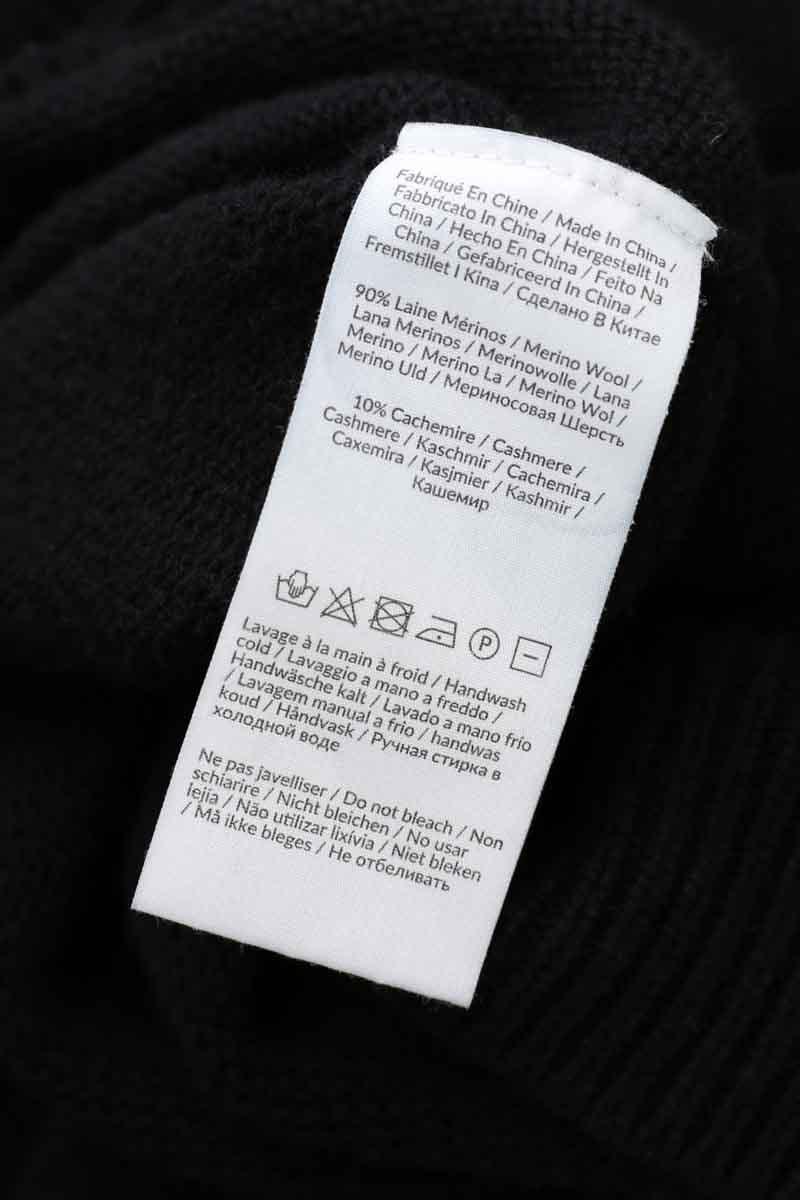 Fabriqué En Chine / Made In China /
Fabbricato In China / Hergestellt In
China / Hecho En China / Feito Na
China / Gefabriceerd In China /
Fremstillet I Kina / Сделано В Китае
90% Laine Mérinos / Merino Wool /
Lana Merinos / Merinowolle / Lana
Merino / Merino La / Merino Wol /
Merino Uld / Мериносовая Шерсть
10% Cachemire / Cashmere /
Cashmere / Kaschmir / Cachemira /
Caxemira / Kasjmier / Kashmir /
Кашемир
P
Lavage à la main à froid / Handwash
cold / Lavaggio a mano a freddo /
Handwäsche kalt / Lavado a mano frío
/ Lavagem manual a frio / handwas
koud / Håndvask / Ручная стирка в
холодной воде
Ne pas javelliser / Do not bleach / Non
schiarire / Nicht bleichen / No usar
lejía / Não utilizar lixívia / Niet bleken
/ Må ikke bleges / Не отбеливать